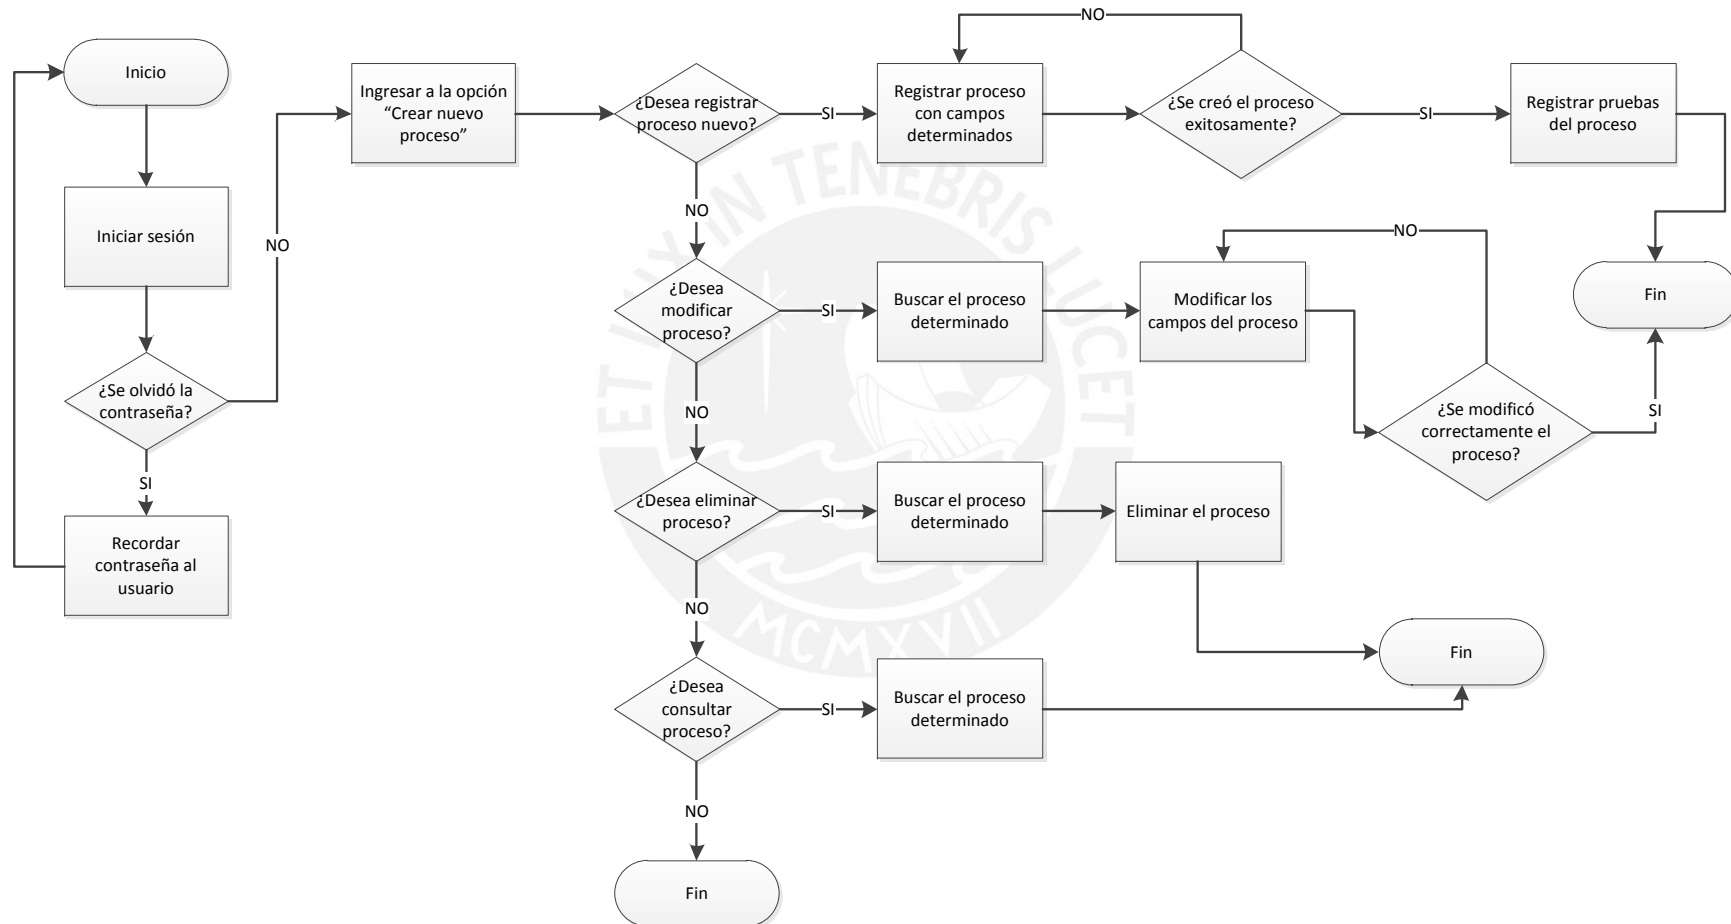 Inicio
Iniciar sesión
¿Se olvidó la
contraseña?
SI
Recordar
contraseña al
usuario
NO
Ingresar a la opción
“Crear nuevo
proceso”
¿Desea registrar
proceso nuevo?
SI
Registrar proceso
con campos
determinados
NO
¿Se creó el proceso
exitosamente?
SI
Registrar pruebas
del proceso
Fin
NO
¿Desea
modificar
proceso?
SI
Buscar el proceso
determinado
Modificar los
campos del proceso
NO
¿Se modificó
correctamente el
proceso?
SI
NO
¿Desea eliminar
proceso?
SI
Buscar el proceso
determinado
Eliminar el proceso
Fin
NO
¿Desea
consultar
proceso?
SI
Buscar el proceso
determinado
NO
Fin
ET LUX IN TENEBRIS LUCET
MCMXVII